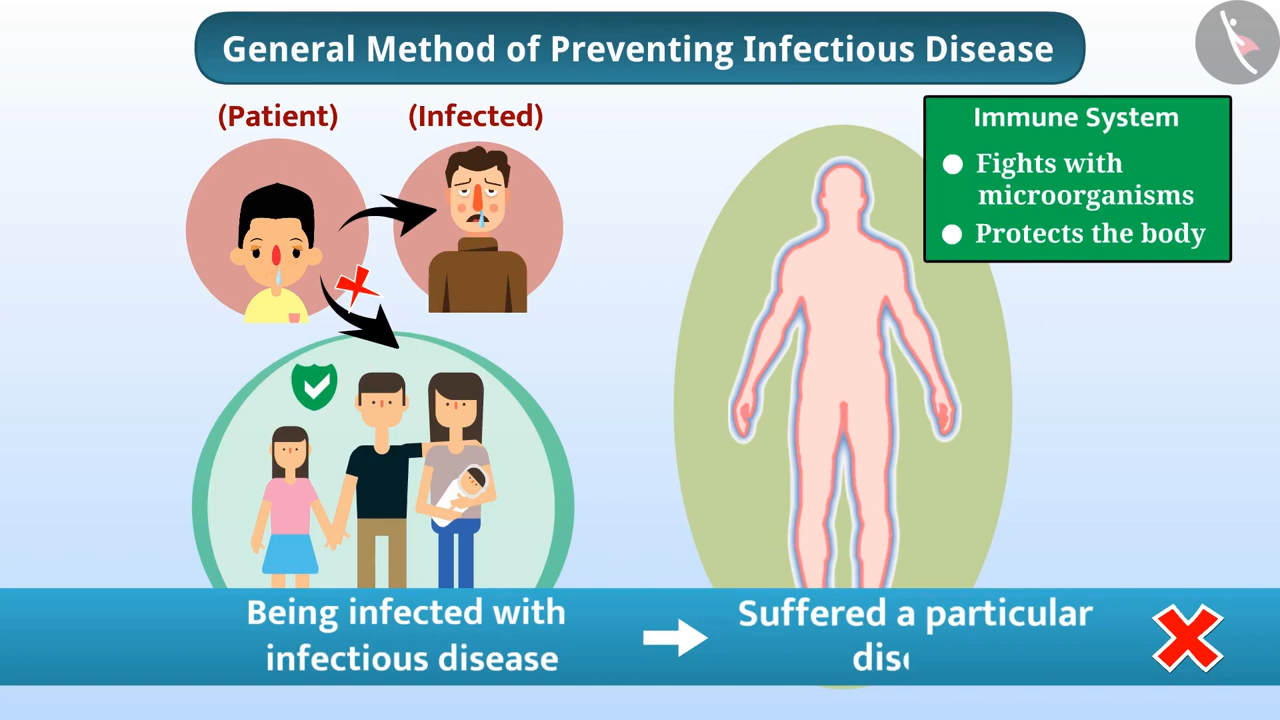 General Method of Preventing Infectious Disease
(Patient)
(Infected)
Immune System
Fights with
microorganisms
Protects the body
Being infected with
infectious disease
Suffered a particular